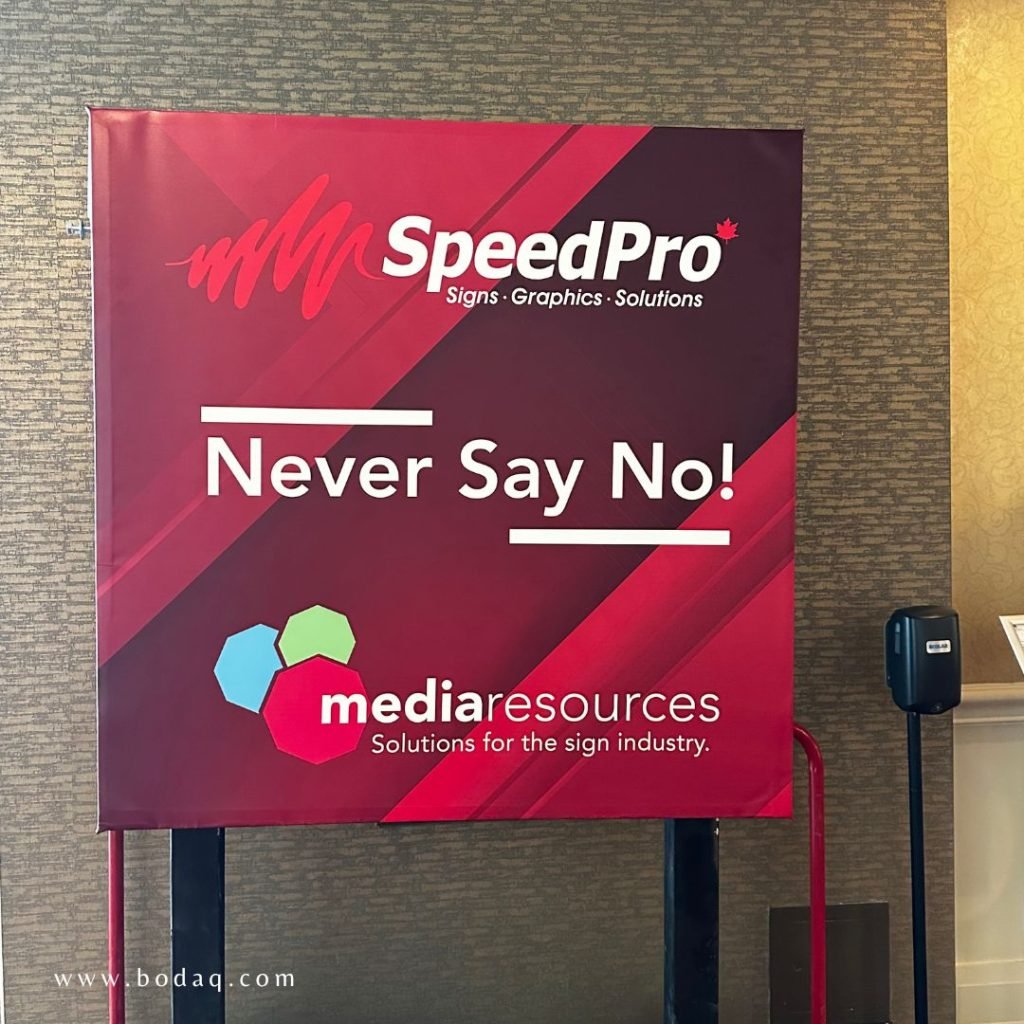 SpeedPro
Signs · Graphics · Solutions
Never Say No!
mediaresources
Solutions for the sign industry.
www.bodaq.com